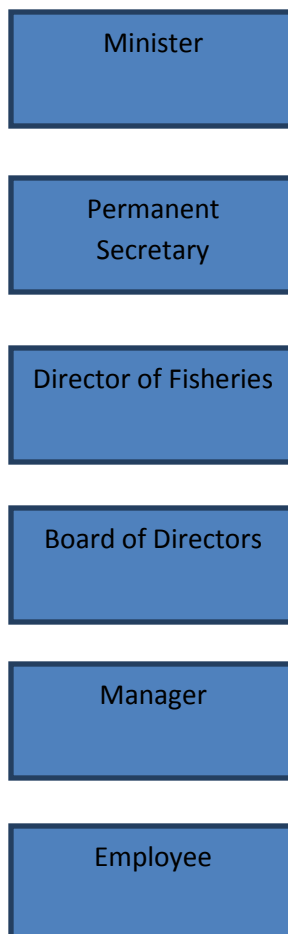 Minister
Permanent
Secretary
Director of Fisheries
Board of Directors
Manager
Employee